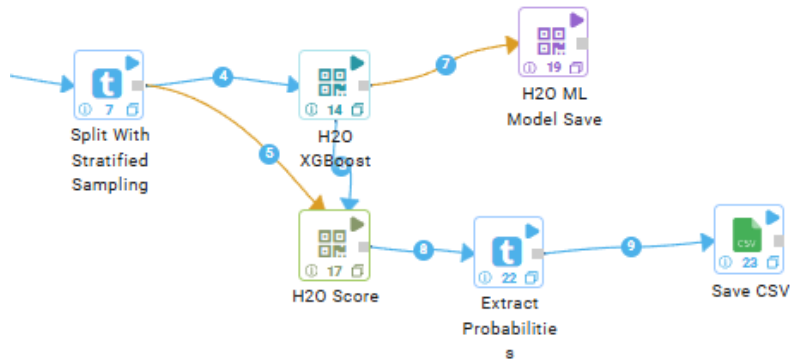 t
7
Split With
Stratified
Sampling
4
14
H2O
XGBoost
7
19
H2O ML
Model Save
5
17
H2O Score
8
t
22
Extract
Probabilitie
s
9
CSV
23
Save CSV